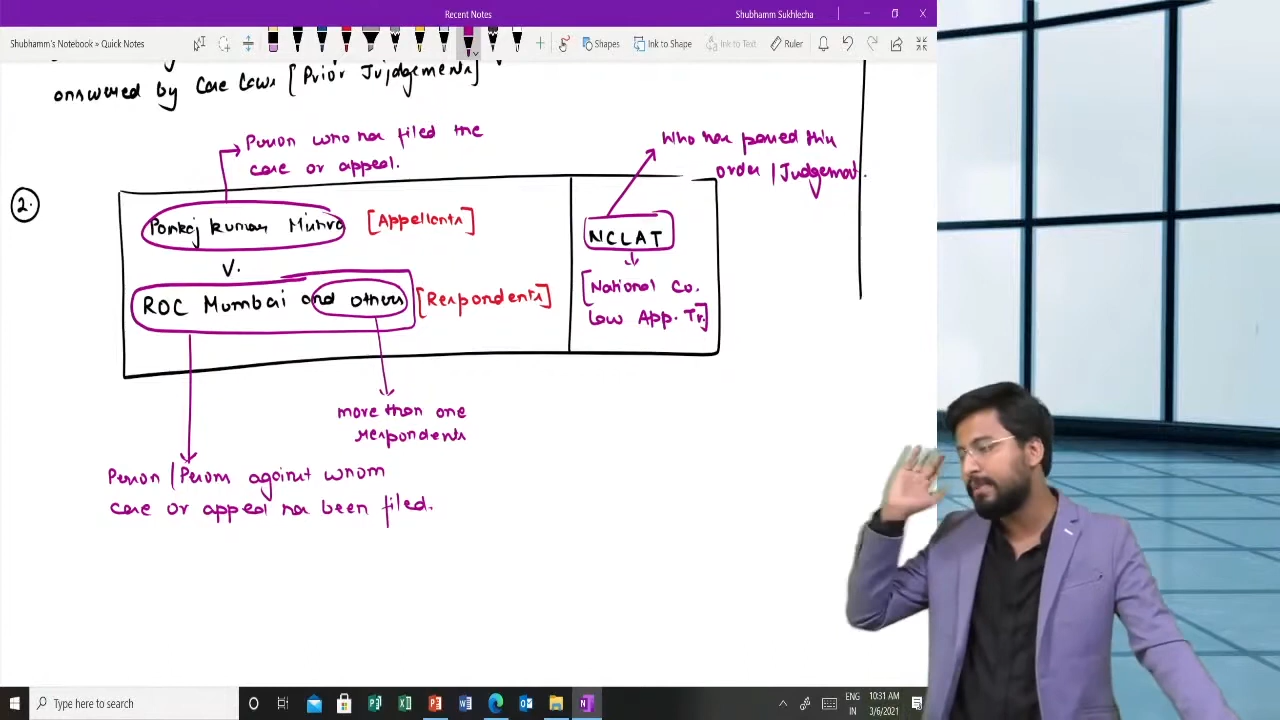 Recent Notes
Shubhamm Sukhlecha
Shubhamm's Notebook » Quick Notes
Shapes
Ink to Shape
Ink to Text
Ruler
answered by Case Laws [Prior Jujdgements]
Person who has filed the
case or appeal.
Who has passed this
order / Judgement.
2.
Pankaj Kumar Mishra [Appellants]
V.
ROC Mumbai and others [Respondents]
NCLAT
[National Co.
Law App. Tr.]
more than one
respondents
Person / Persons against whom
case or appeal has been filed.
Type here to search
ENG
IN
10:31 AM
3/6/2021